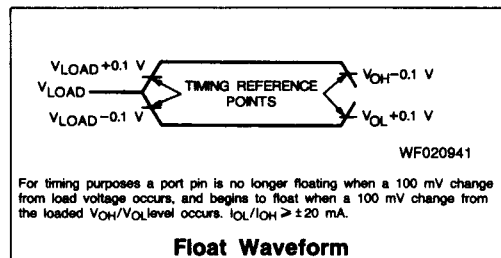 VLOAD+0.1 V
VLOAD
VLOAD−0.1 V
TIMING REFERENCE
POINTS
VOH−0.1 V
VOL+0.1 V
WF020941
For timing purposes a port pin is no longer floating when a 100 mV change
from load voltage occurs, and begins to float when a 100 mV change from
the loaded VOH/VOLlevel occurs. IOL/IOH ⩾ ±20 mA.
Float Waveform